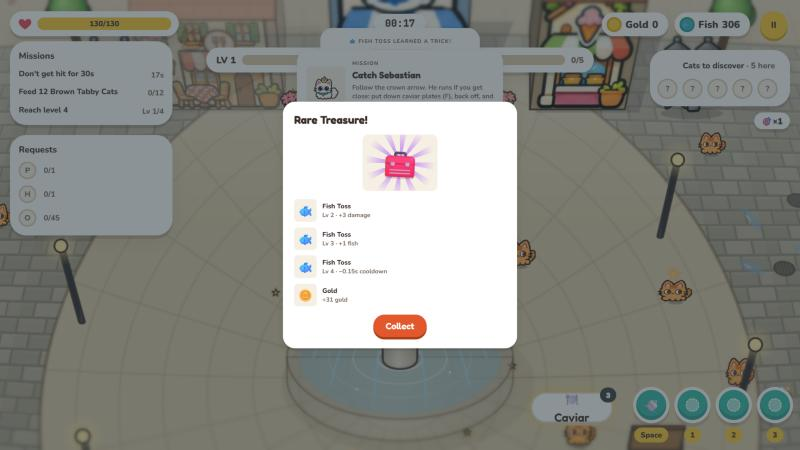 130/130
00:17
Gold 0
Fish 306
FISH TOSS LEARNED A TRICK!
LV 1
0/5
Missions
Don't get hit for 30s 17s
Feed 12 Brown Tabby Cats 0/12
Reach level 4 Lv 1/4
MISSION
Catch Sebastian
Follow the crown arrow. He runs if you get
close: put down caviar plates (F), back off, and
Cats to discover · 5 here
? ? ? ? ?
×1
Requests
P 0/1
H 0/1
O 0/45
Rare Treasure!
Fish Toss
Lv 2 · +3 damage
Fish Toss
Lv 3 · +1 fish
Fish Toss
Lv 4 · −0.15s cooldown
Gold
+31 gold
Collect
3
Caviar
Space 1 2 3